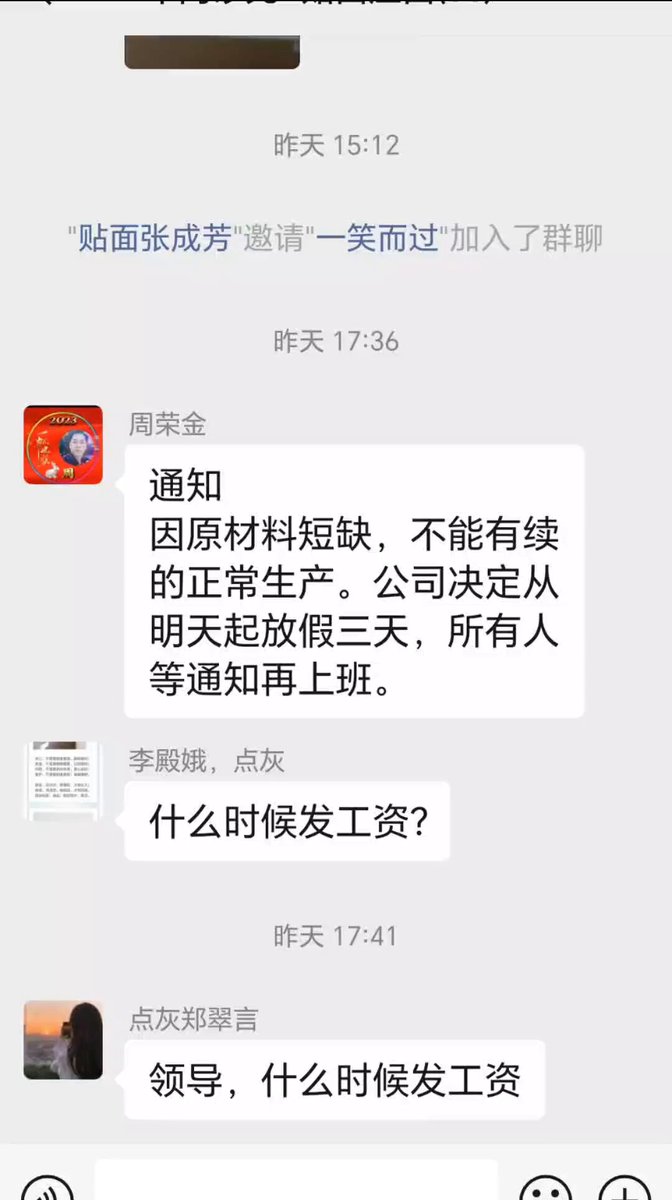 昨天 15:12
"贴面张成芳"邀请"一笑而过"加入了群聊
昨天 17:36
2023
周
周荣金
通知
因原材料短缺，不能有续
的正常生产。公司决定从
明天起放假三天，所有人
等通知再上班。
李殿娥，点灰
什么时候发工资?
昨天 17:41
点灰郑翠言
领导，什么时候发工资